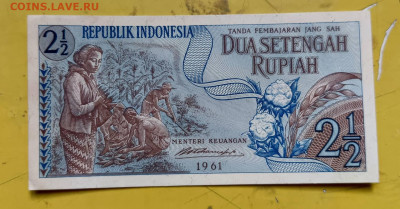 COINS.LAVE.RU
2½
REPUBLIK INDONESIA
TANDA PEMBAJARAN JANG SAH
DUA SETENGAH
RUPIAH
MENTERI KEUANGAN
1961
2½